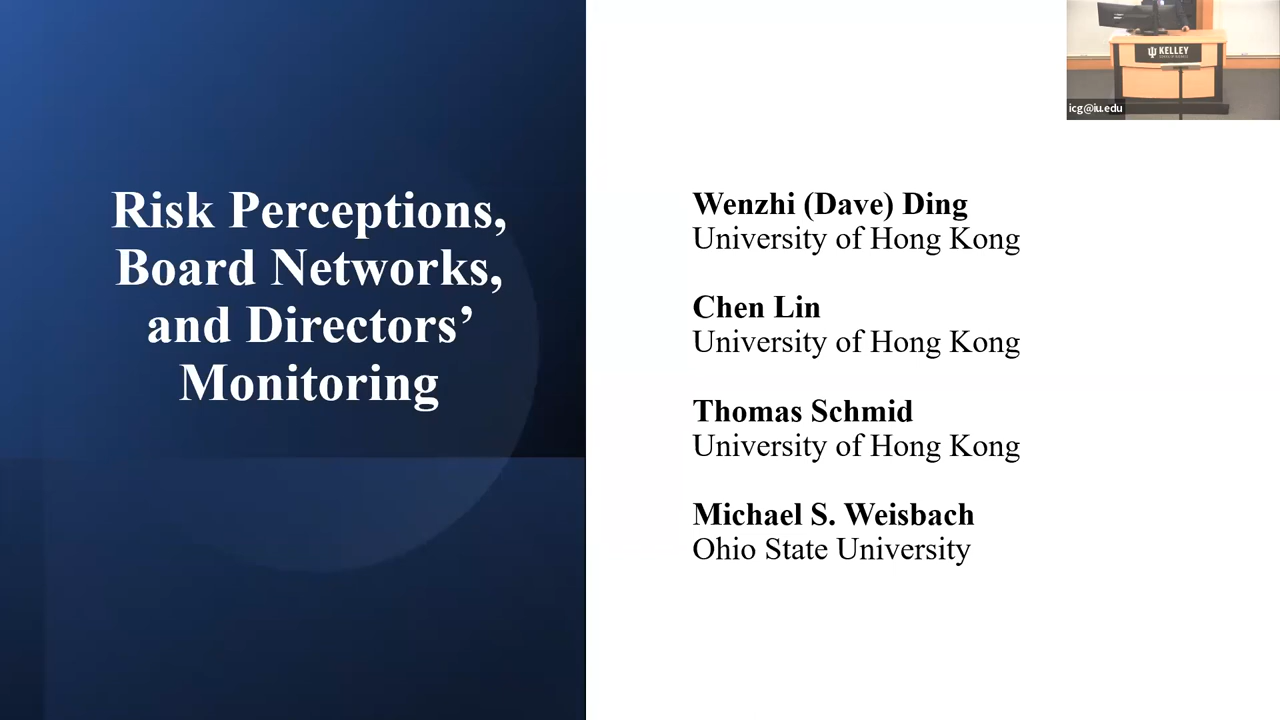 Risk Perceptions,
Board Networks,
and Directors’
Monitoring
Wenzhi (Dave) Ding
University of Hong Kong
Chen Lin
University of Hong Kong
Thomas Schmid
University of Hong Kong
Michael S. Weisbach
Ohio State University
KELLEY
icg@iu.edu